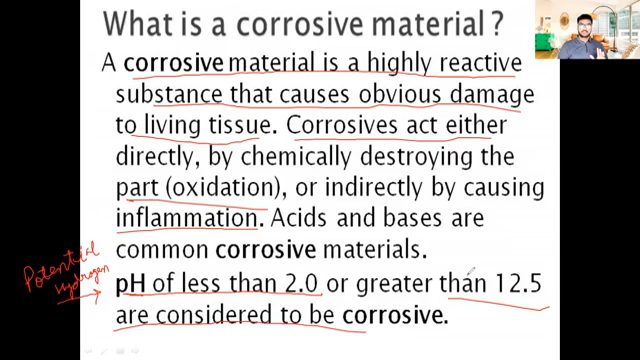 What is a corrosive material?
A corrosive material is a highly reactive
substance that causes obvious damage
to living tissue. Corrosives act either
directly, by chemically destroying the
part (oxidation), or indirectly by causing
inflammation. Acids and bases are
common corrosive materials.
Potential
Hydrogen
pH of less than 2.0 or greater than 12.5
are considered to be corrosive.